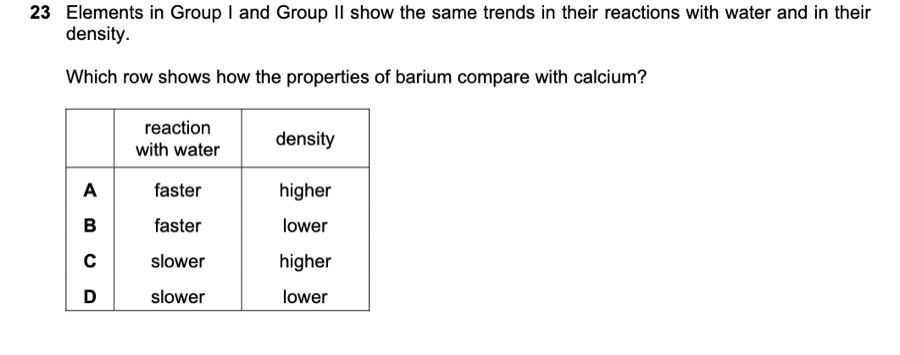 23 Elements in Group I and Group II show the same trends in their reactions with water and in their
density.
Which row shows how the properties of barium compare with calcium?
reaction
with water
density
A faster higher
B faster lower
C slower higher
D slower lower